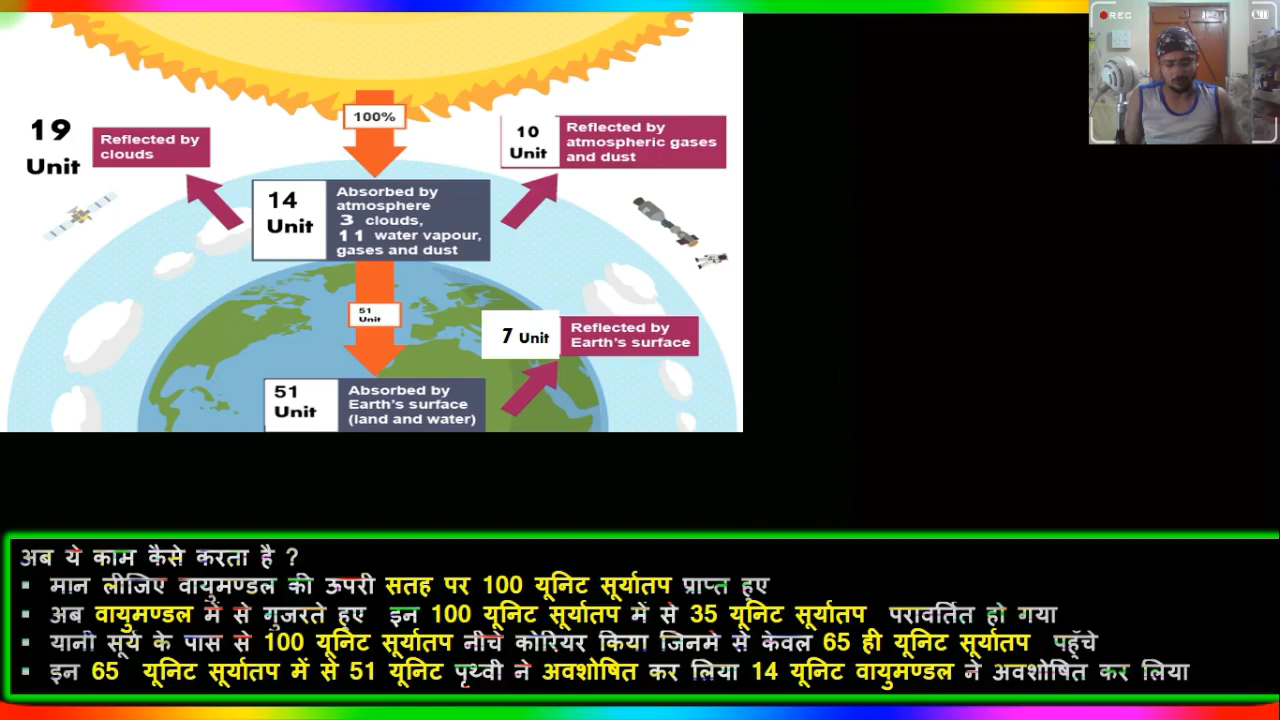 REC
100%
19
Unit
Reflected by
clouds
10
Unit
Reflected by
atmospheric gases
and dust
14
Unit
Absorbed by
atmosphere
3 clouds,
11 water vapour,
gases and dust
51
Unit
7 Unit
Reflected by
Earth's surface
51
Unit
Absorbed by
Earth's surface
(land and water)
अब ये काम कैसे करता है ?
▪ मान लीजिए वायुमण्डल की ऊपरी सतह पर 100 यूनिट सूर्यातप प्राप्त हुए
▪ अब वायुमण्डल में से गुजरते हुए इन 100 यूनिट सूर्यातप में से 35 यूनिट सूर्यातप परावर्तित हो गया
▪ यानी सूर्य के पास से 100 यूनिट सूर्यातप नीचे कोरियर किया जिनमे से केवल 65 ही यूनिट सूर्यातप पहुँचे
▪ इन 65 यूनिट सूर्यातप में से 51 यूनिट पृथ्वी ने अवशोषित कर लिया 14 यूनिट वायुमण्डल ने अवशोषित कर लिया